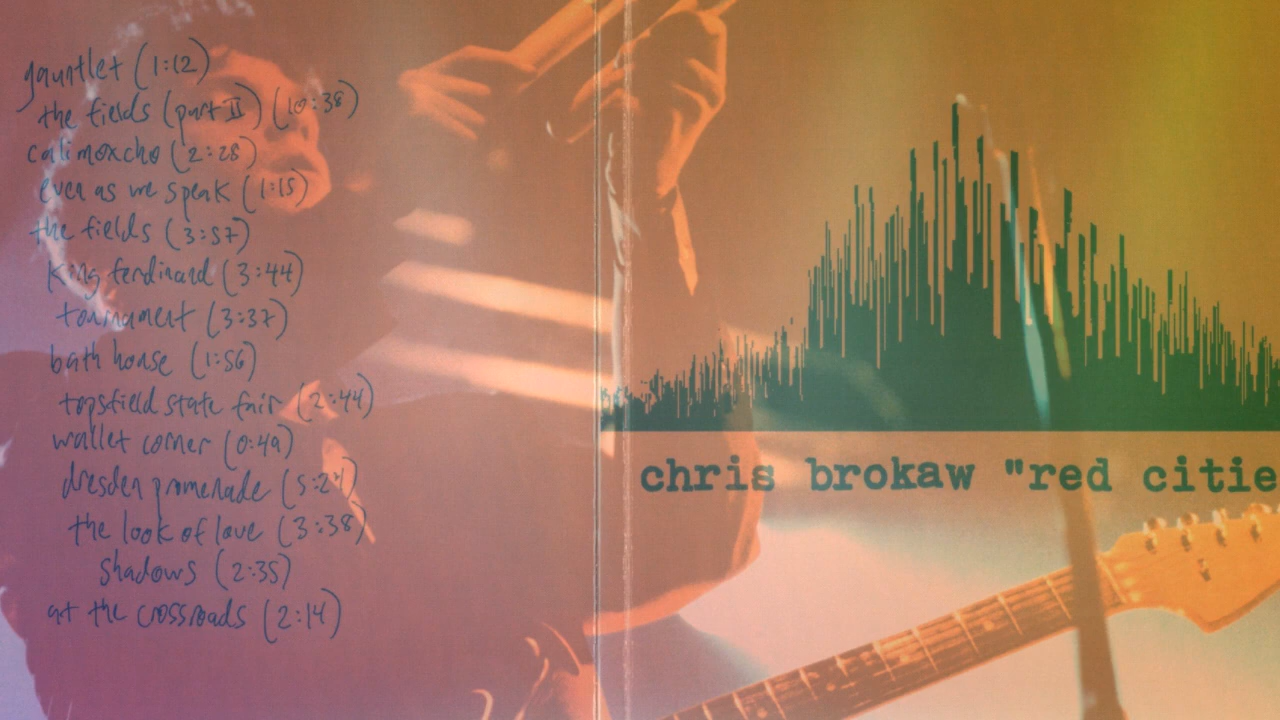 gauntlet (1:12)
the fields (part II) (10:38)
calimoxcho (2:28)
even as we speak (1:15)
the fields (3:57)
king ferdinand (3:44)
tournament (3:37)
bath house (1:56)
topsfield state fair (2:44)
wallet corner (0:49)
dresden promenade (5:24)
the look of love (3:38)
shadows (2:35)
at the crossroads (2:14)
chris brokaw "red citie